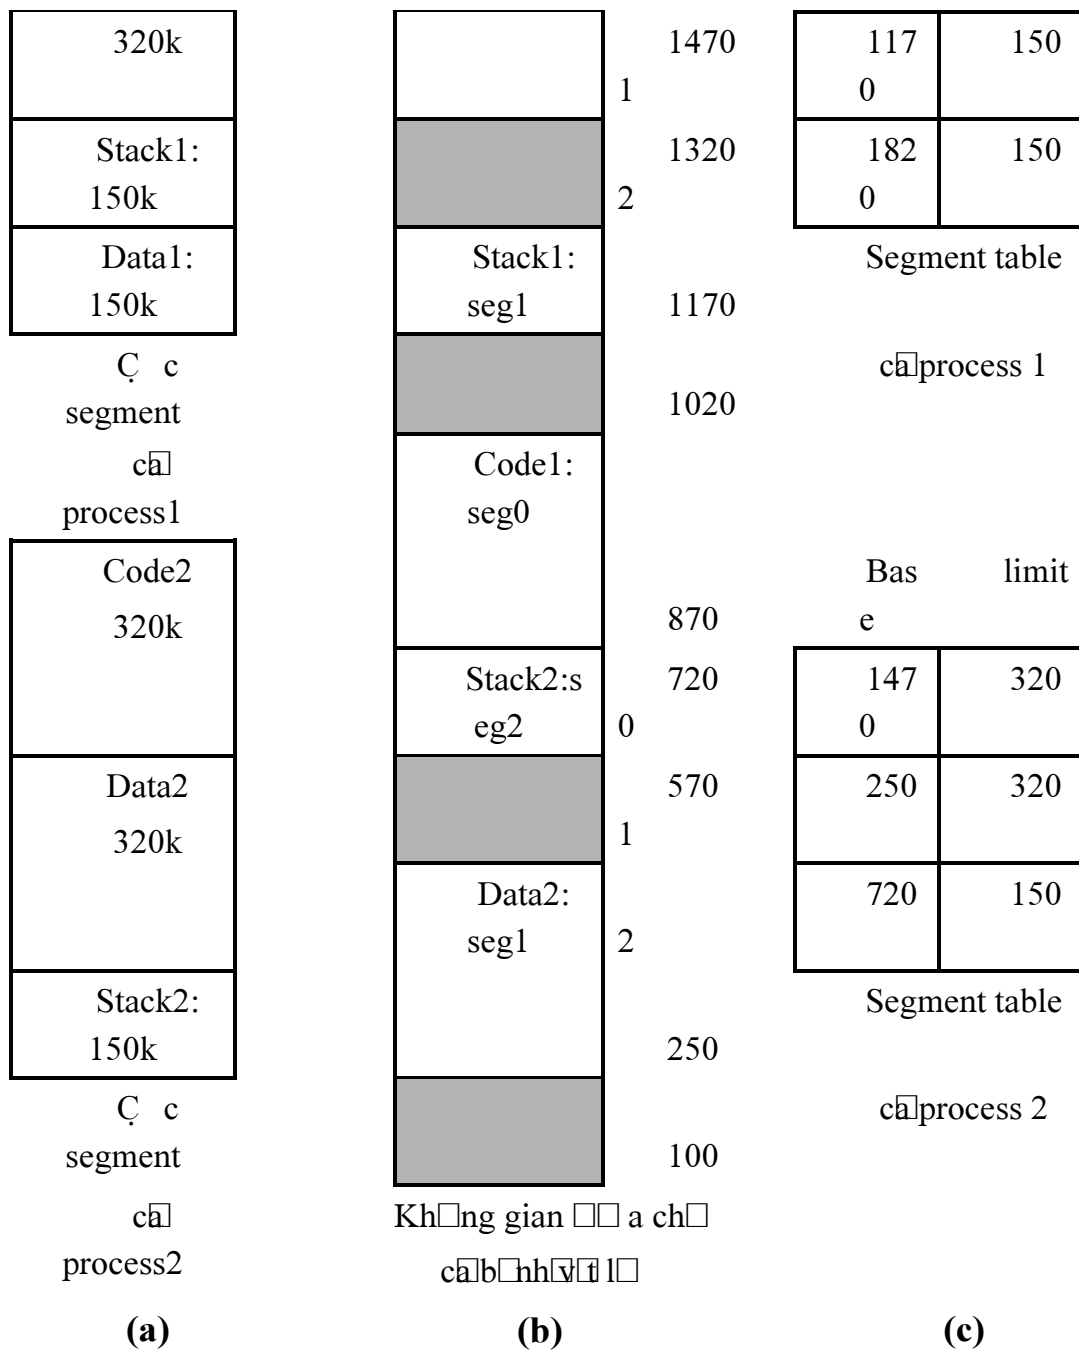 320k
Stack1:
150k
Data1:
150k
segment
process1
Code2
320k
Data2
320k
Stack2:
150k
segment
process2
(a)
1470
1
1320
2
Stack1:
seg1
1170
1020
Code1:
seg0
870
Stack2:s
eg2
720
0
570
1
Data2:
seg1
2
250
100
gian
(b)
117
0
150
182
0
150
Segment table
process 1
Bas
e
limit
147
0
320
250
320
720
150
Segment table
process 2
(c)